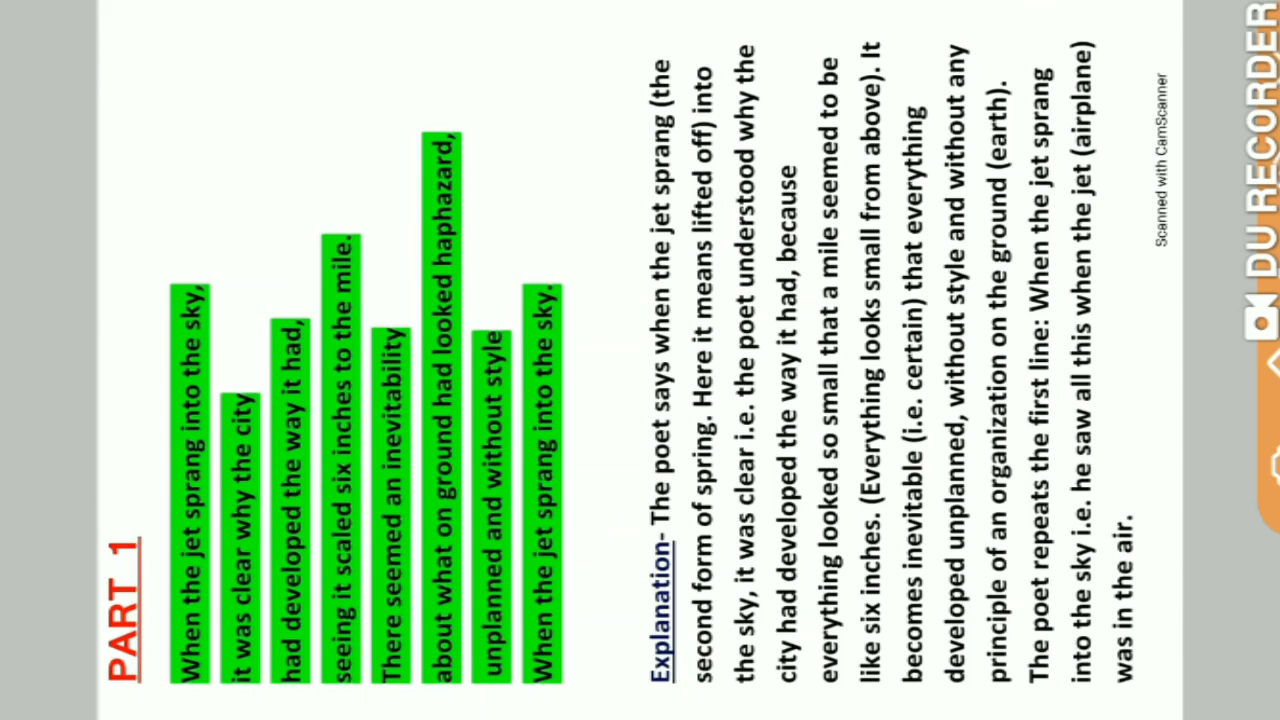 PART 1
When the jet sprang into the sky,
it was clear why the city
had developed the way it had,
seeing it scaled six inches to the mile.
There seemed an inevitability
about what on ground had looked haphazard,
unplanned and without style
When the jet sprang into the sky.
Explanation- The poet says when the jet sprang (the
second form of spring. Here it means lifted off) into
the sky, it was clear i.e. the poet understood why the
city had developed the way it had, because
everything looked so small that a mile seemed to be
like six inches. (Everything looks small from above). It
becomes inevitable (i.e. certain) that everything
developed unplanned, without style and without any
principle of an organization on the ground (earth).
The poet repeats the first line: When the jet sprang
into the sky i.e. he saw all this when the jet (airplane)
was in the air.
Scanned with CamScanner
DU RECORDER